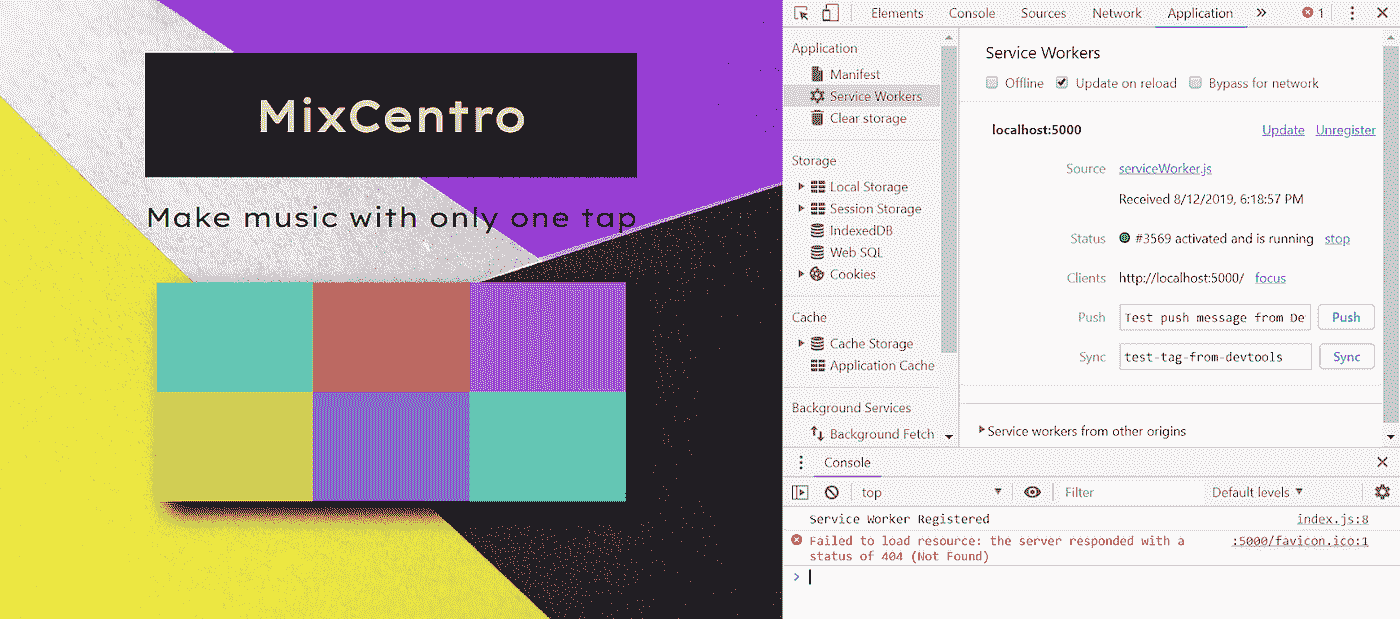 MixCentro
Make music with only one tap
Elements Console Sources Network Application » 1
Application
Manifest
Service Workers
Clear storage
Storage
Local Storage
Session Storage
IndexedDB
Web SQL
Cookies
Cache
Cache Storage
Application Cache
Background Services
Background Fetch
Service Workers
Offline Update on reload Bypass for network
localhost:5000 Update Unregister
Source serviceWorker.js
Received 8/12/2019, 6:18:57 PM
Status #3569 activated and is running stop
Clients http://localhost:5000/ focus
Push Test push message from De Push
Sync test-tag-from-devtools Sync
Service workers from other origins
Console
top Filter Default levels
Service Worker Registered index.js:8
Failed to load resource: the server responded with a :5000/favicon.ico:1
status of 404 (Not Found)
>